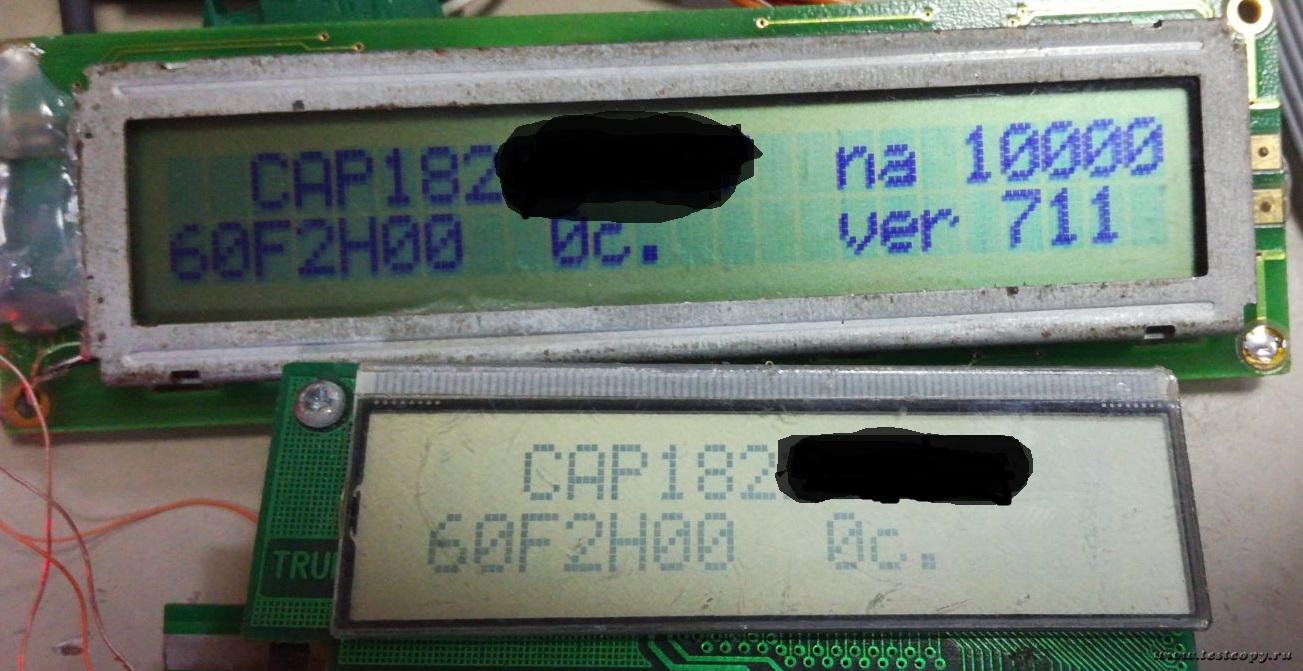 CAP182 na 10000
60F2H00 0c. ver 711
CAP182
60F2H00 0c.
TRU
www.testcopy.ru